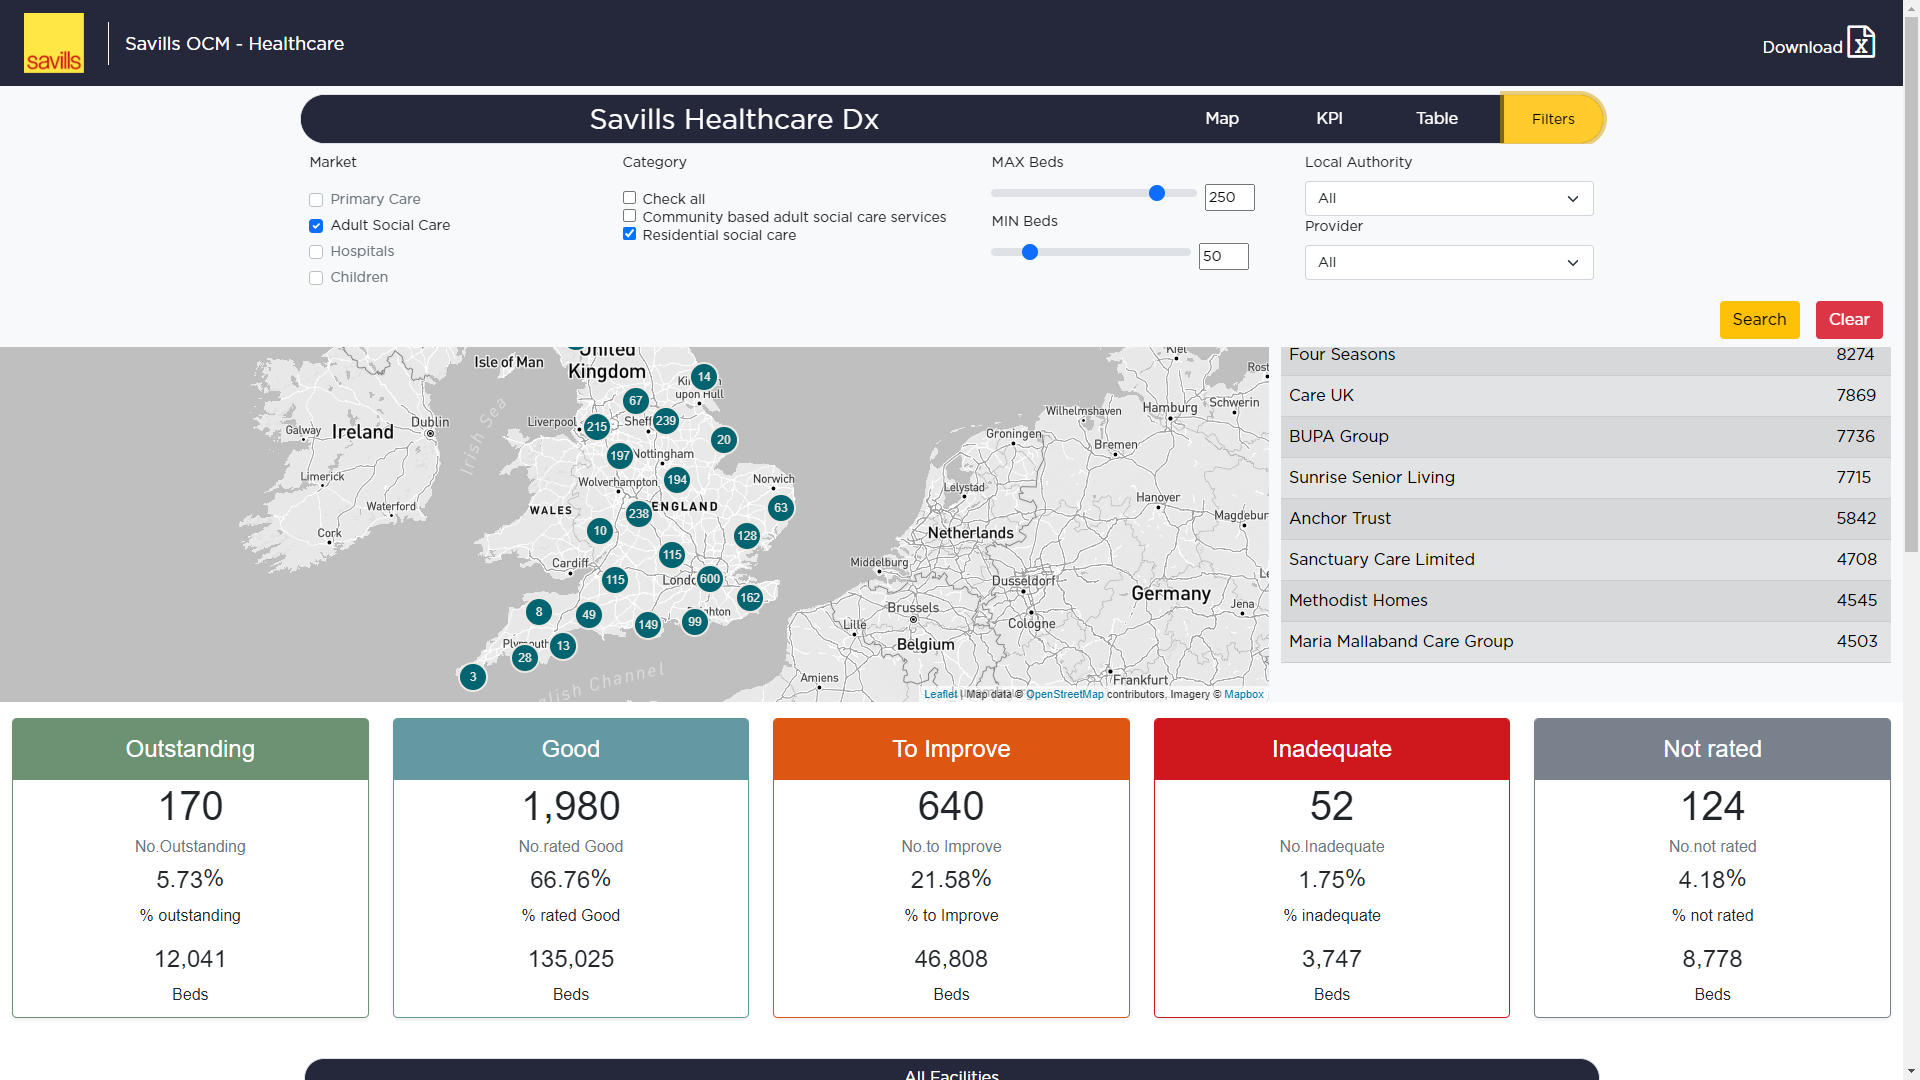 savills
Savills OCM - Healthcare
Download
Savills Healthcare Dx
Map
KPI
Table
Filters
Market
Primary Care
Adult Social Care
Hospitals
Children
Category
Check all
Community based adult social care services
Residential social care
MAX Beds
250
MIN Beds
50
Local Authority
All
Provider
All
Search
Clear
Isle of Man
United
Kingdom
14
upon Hull
67
Liverpool
215
Sheff
239
20
Dublin
Galway
Ireland
Irish Sea
197
Nottingham
Limerick
Wolverhampton
194
Norwich
Waterford
WALES
238
ENGLAND
63
Cork
10
128
Cardiff
115
115
600
162
8
49
149
99
13
28
3
English Channel
Kiel
Wilhelmshaven
Hamburg
Schwerin
Groningen
Bremen
Lelystad
Hanover
Netherlands
Middelburg
Dusseldorf
Germany
Jena
Brussels
Cologne
Lille
Belgium
Amiens
Frankfurt
Leaflet | Map data © OpenStreetMap contributors, Imagery © Mapbox
Four Seasons 8274
Care UK 7869
BUPA Group 7736
Sunrise Senior Living 7715
Anchor Trust 5842
Sanctuary Care Limited 4708
Methodist Homes 4545
Maria Mallaband Care Group 4503
Outstanding
170
No.Outstanding
5.73%
% outstanding
12,041
Beds
Good
1,980
No.rated Good
66.76%
% rated Good
135,025
Beds
To Improve
640
No.to Improve
21.58%
% to Improve
46,808
Beds
Inadequate
52
No.Inadequate
1.75%
% inadequate
3,747
Beds
Not rated
124
No.not rated
4.18%
% not rated
8,778
Beds
All Facilities